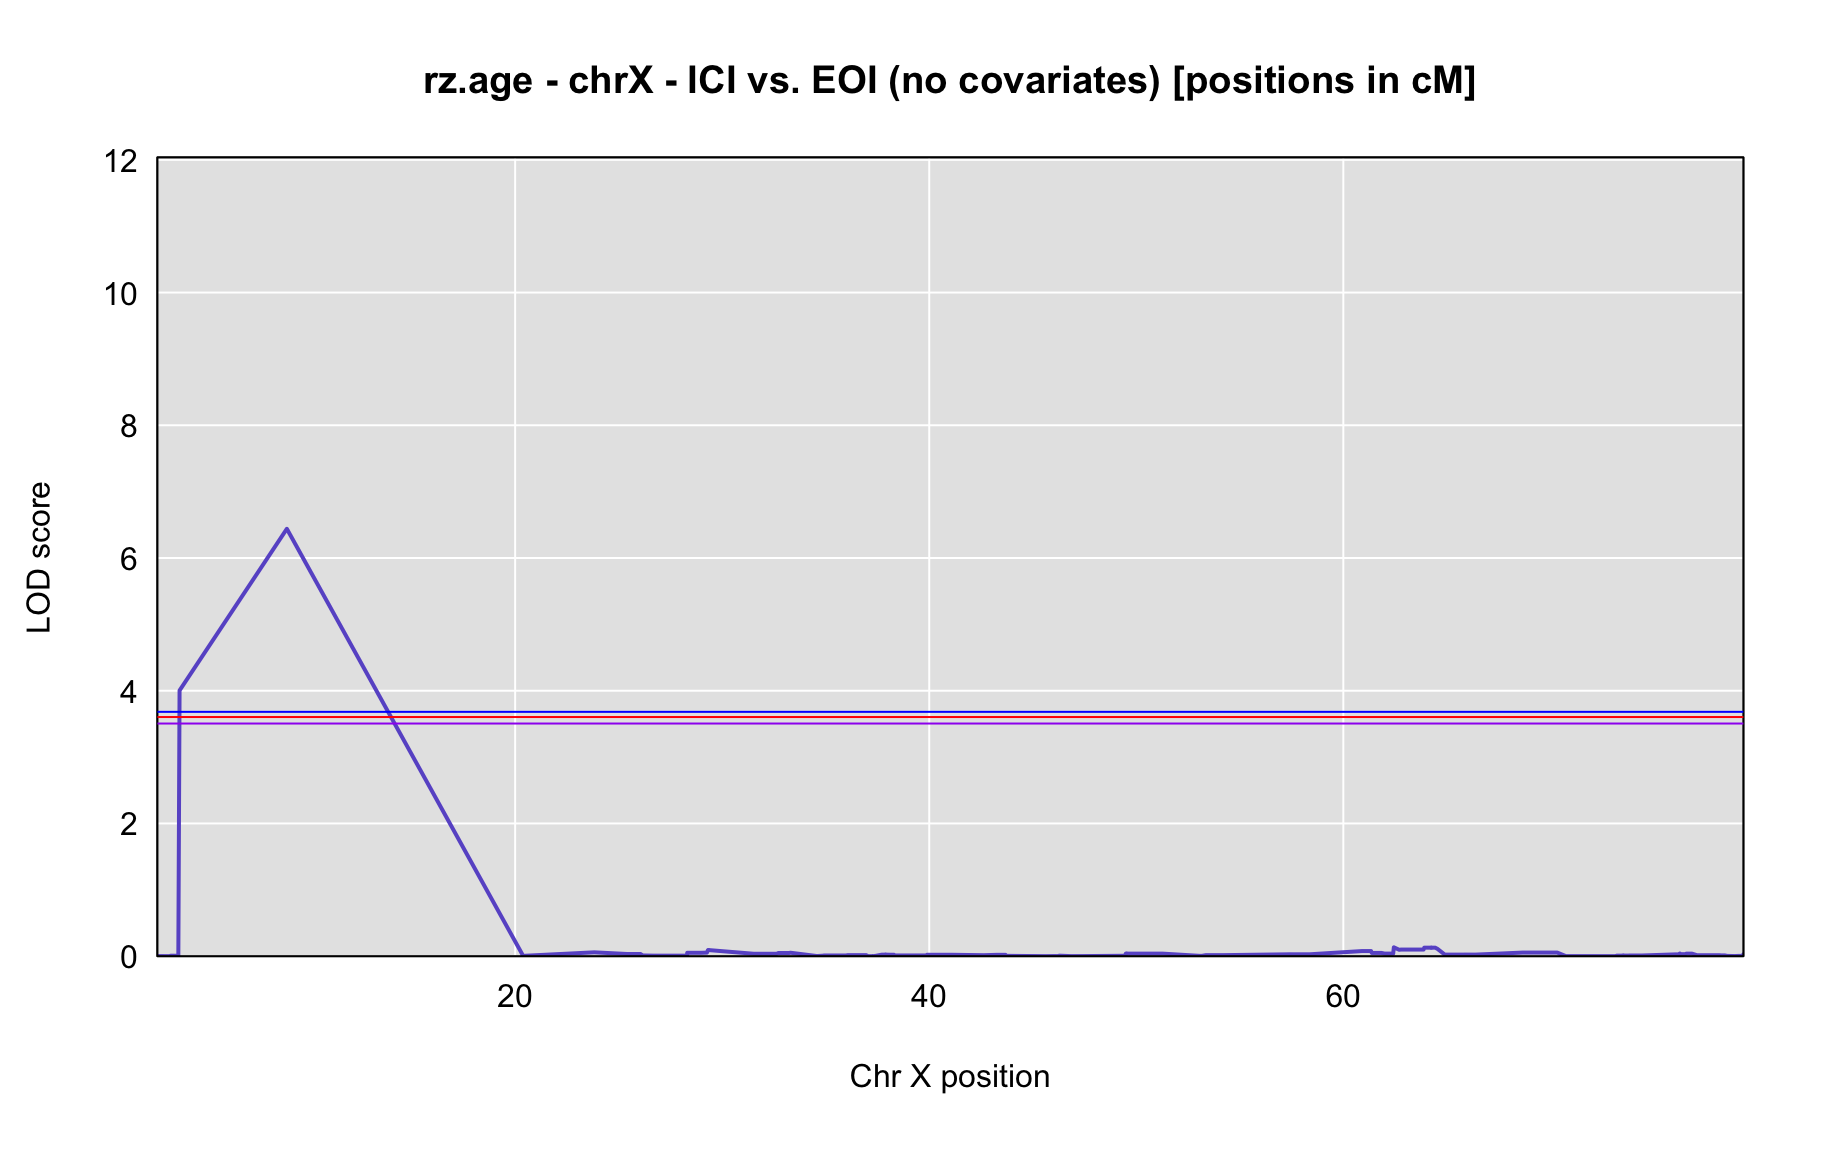 rz.age - chrX - ICI vs. EOI (no covariates) [positions in cM]
12
10
8
6
4
2
0
LOD score
20 40 60
Chr X position